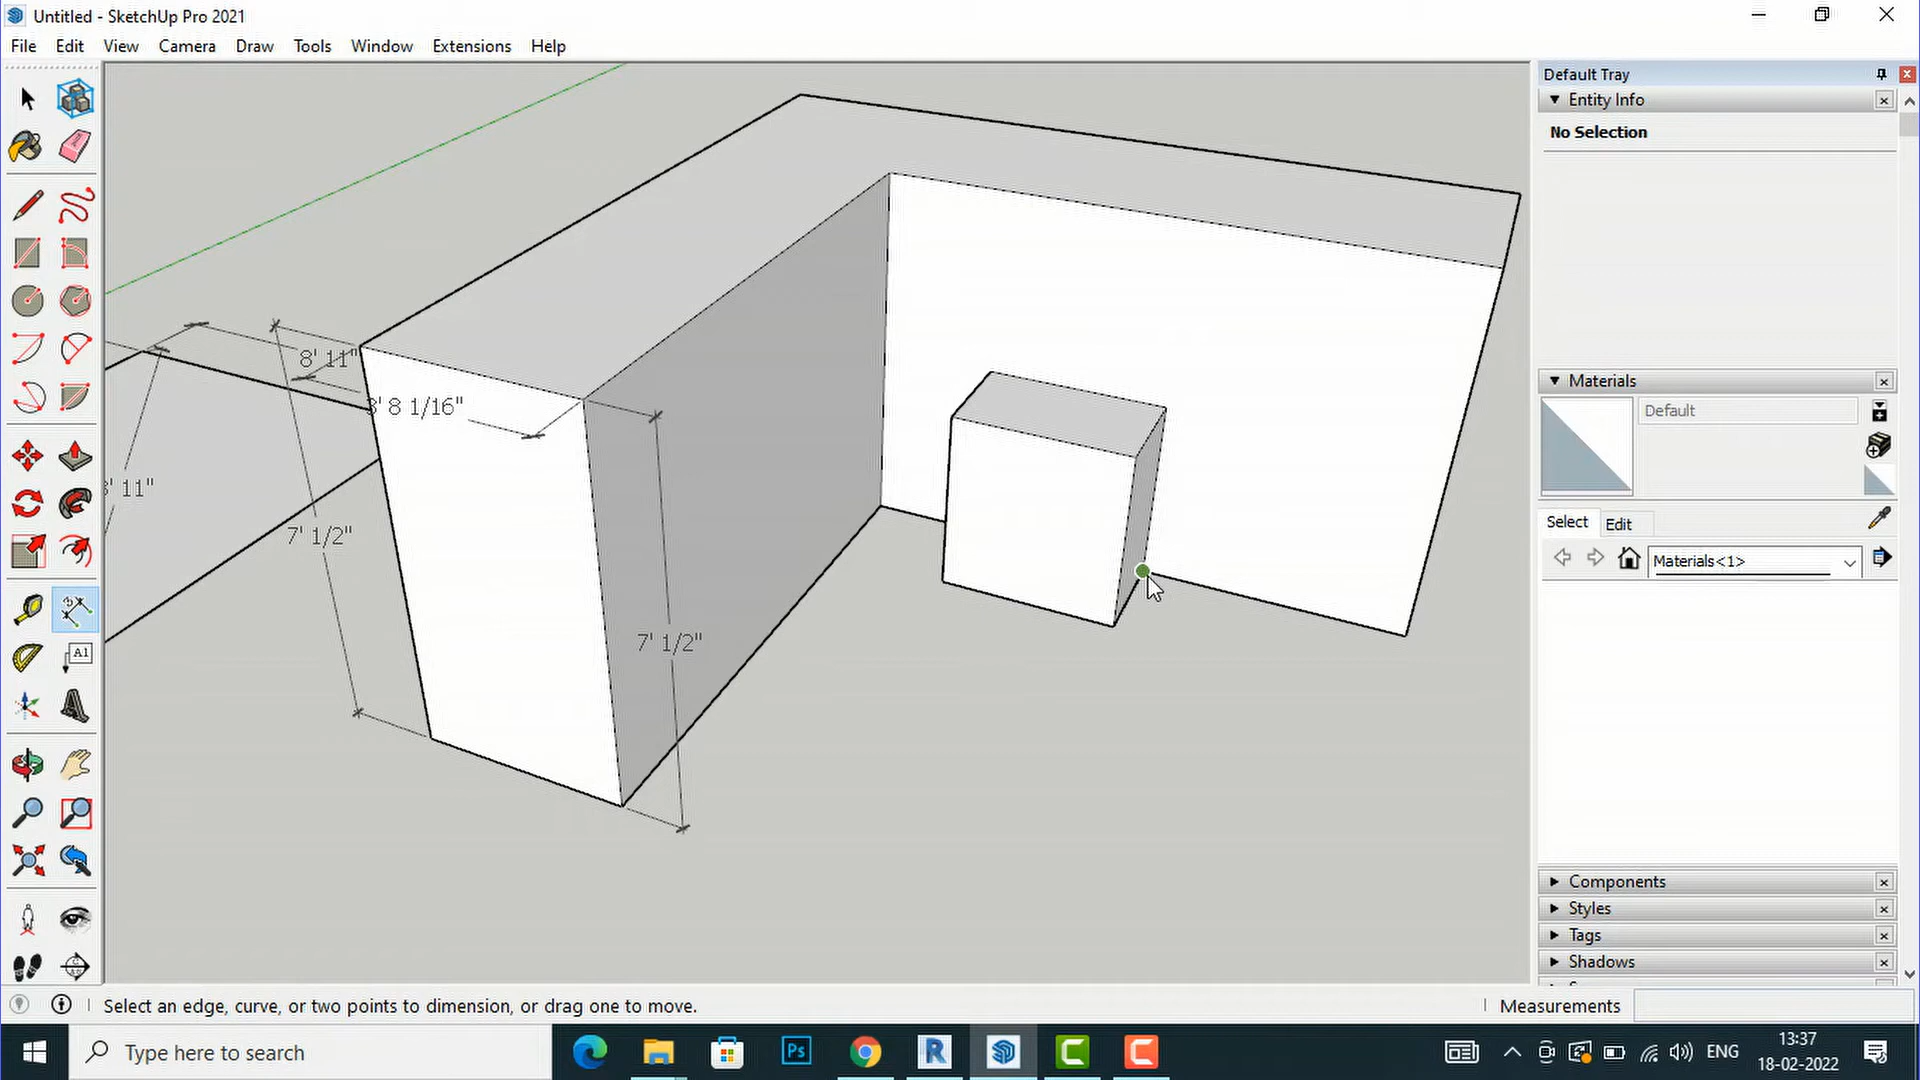 Untitled - SketchUp Pro 2021
File Edit View Camera Draw Tools Window Extensions Help
Default Tray
Entity Info
No Selection
8' 11"
8 1/16"
11"
7' 1/2"
7' 1/2"
Materials
Default
Select Edit
Materials<1>
A1
Components
Styles
Tags
Shadows
Select an edge, curve, or two points to dimension, or drag one to move.
Measurements
Type here to search
Ps
R
C
C
ENG
13:37
18-02-2022